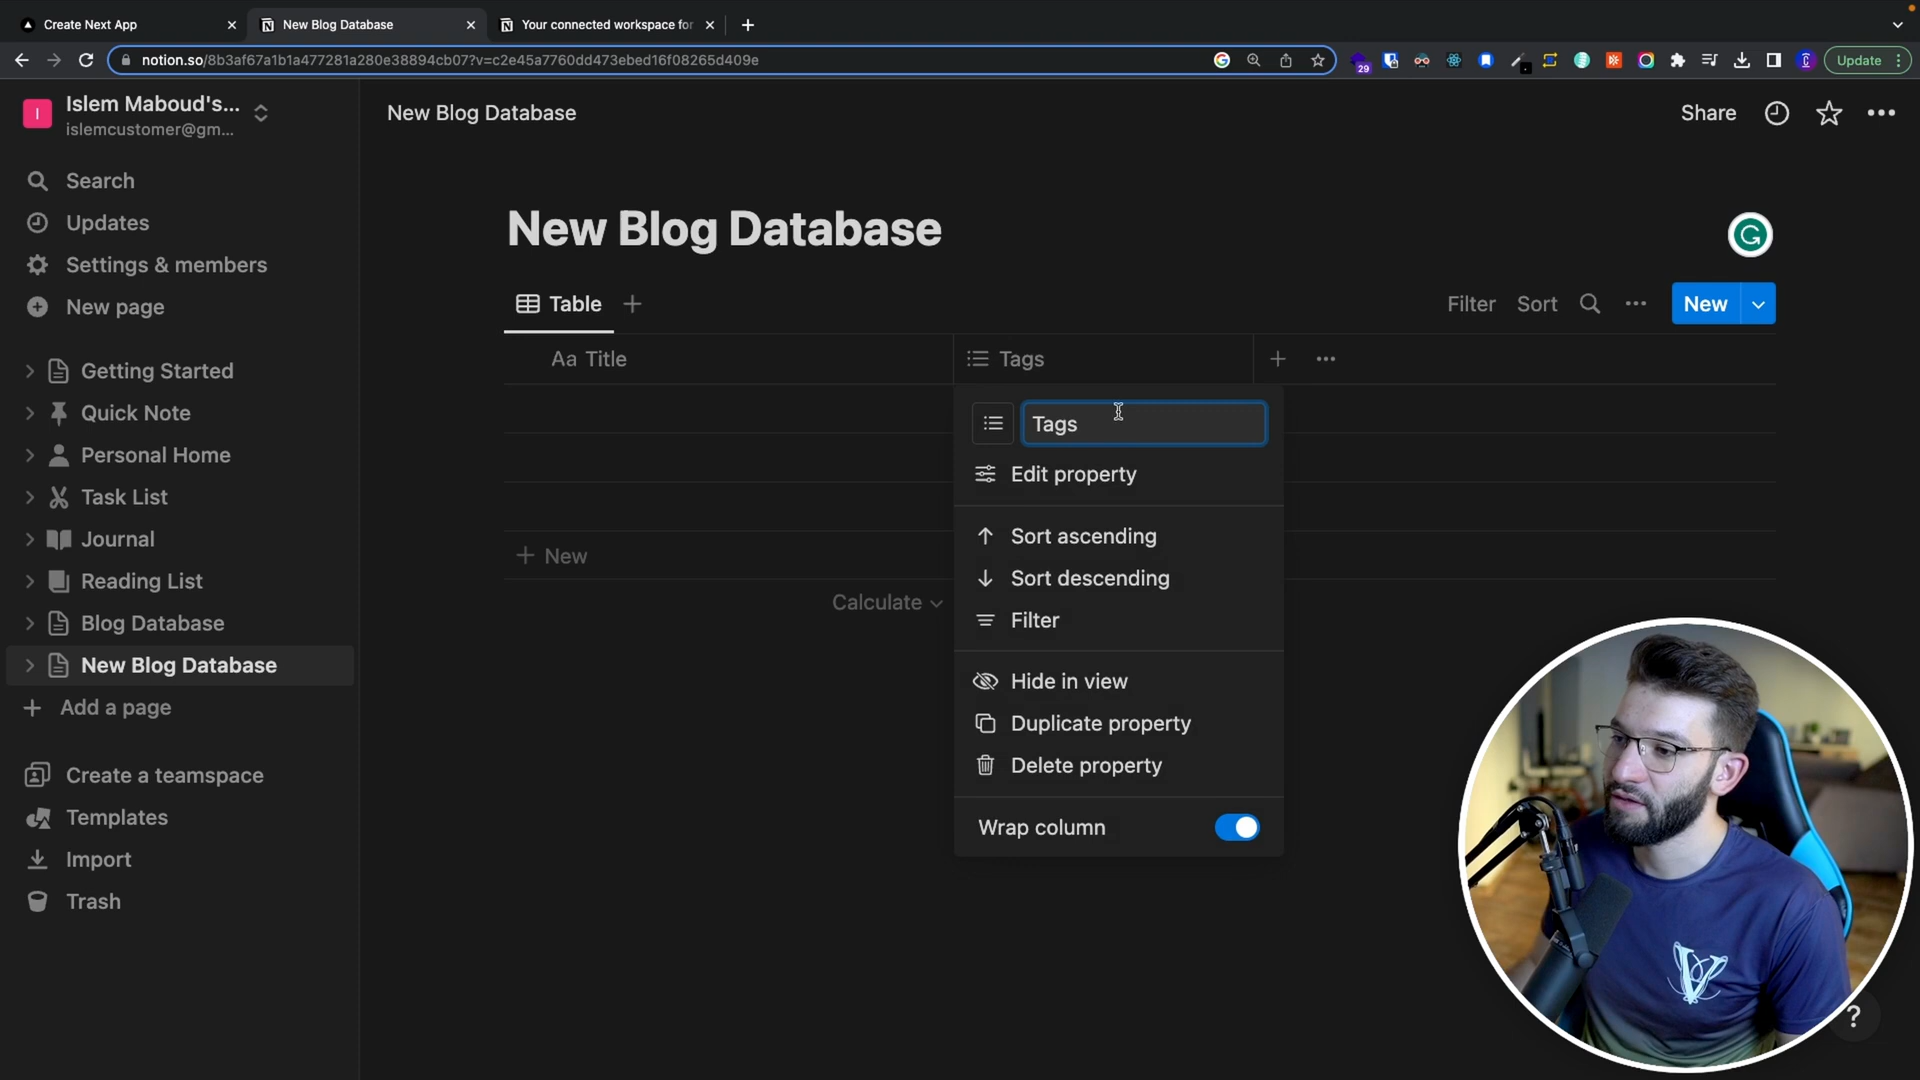 Create Next App
New Blog Database
Your connected workspace for
notion.so/8b3af67a1b1a477281a280e38894cb07?v=c2e45a7760dd473ebed16f08265d409e
29
Update
I
Islem Maboud's...
islemcustomer@gm...
Search
Updates
Settings & members
New page
Getting Started
Quick Note
Personal Home
Task List
Journal
Reading List
Blog Database
New Blog Database
Add a page
Create a teamspace
Templates
Import
Trash
New Blog Database
Share
New Blog Database
Table
Filter
Sort
New
Aa Title
Tags
Tags
Edit property
Sort ascending
Sort descending
Filter
Hide in view
Duplicate property
Delete property
Wrap column
New
Calculate
?